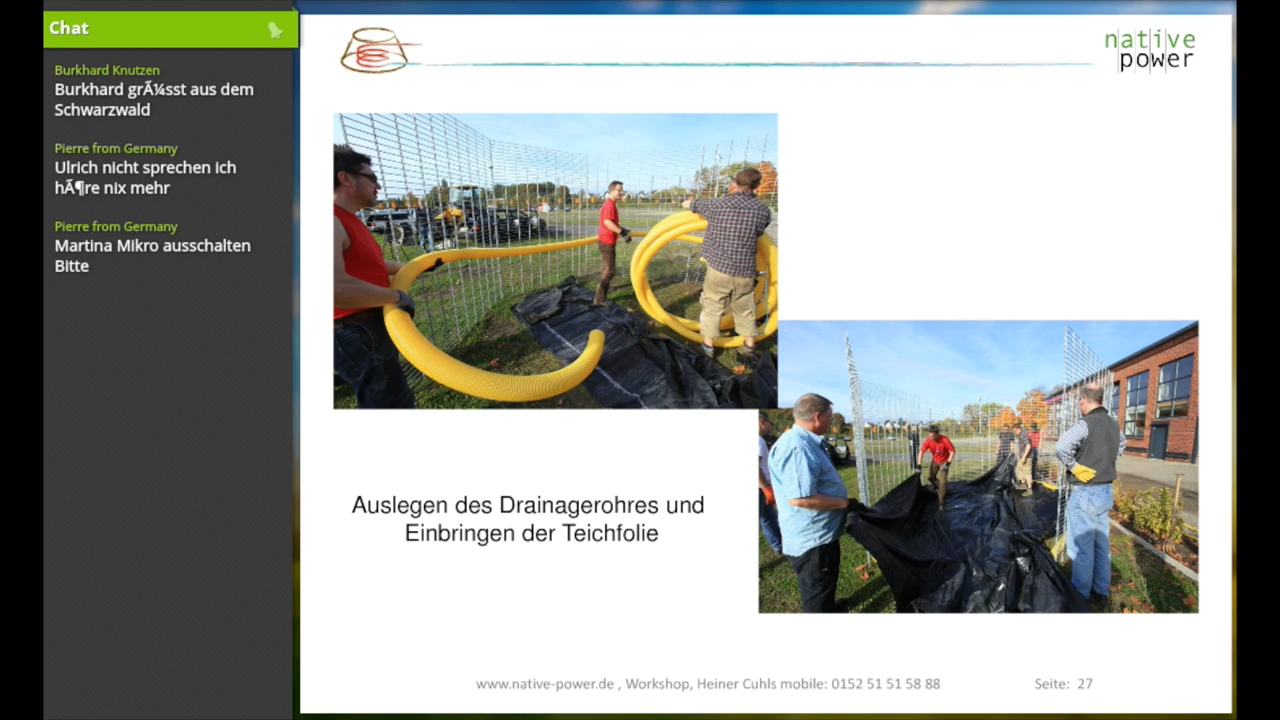 Chat
Burkhard Knutzen
Burkhard grÃ¼sst aus dem
Schwarzwald
Pierre from Germany
Ulrich nicht sprechen ich
hÃ¶re nix mehr
Pierre from Germany
Martina Mikro ausschalten
Bitte
native
power
Auslegen des Drainagerohres und
Einbringen der Teichfolie
www.native-power.de , Workshop, Heiner Cuhls mobile: 0152 51 51 58 88
Seite: 27